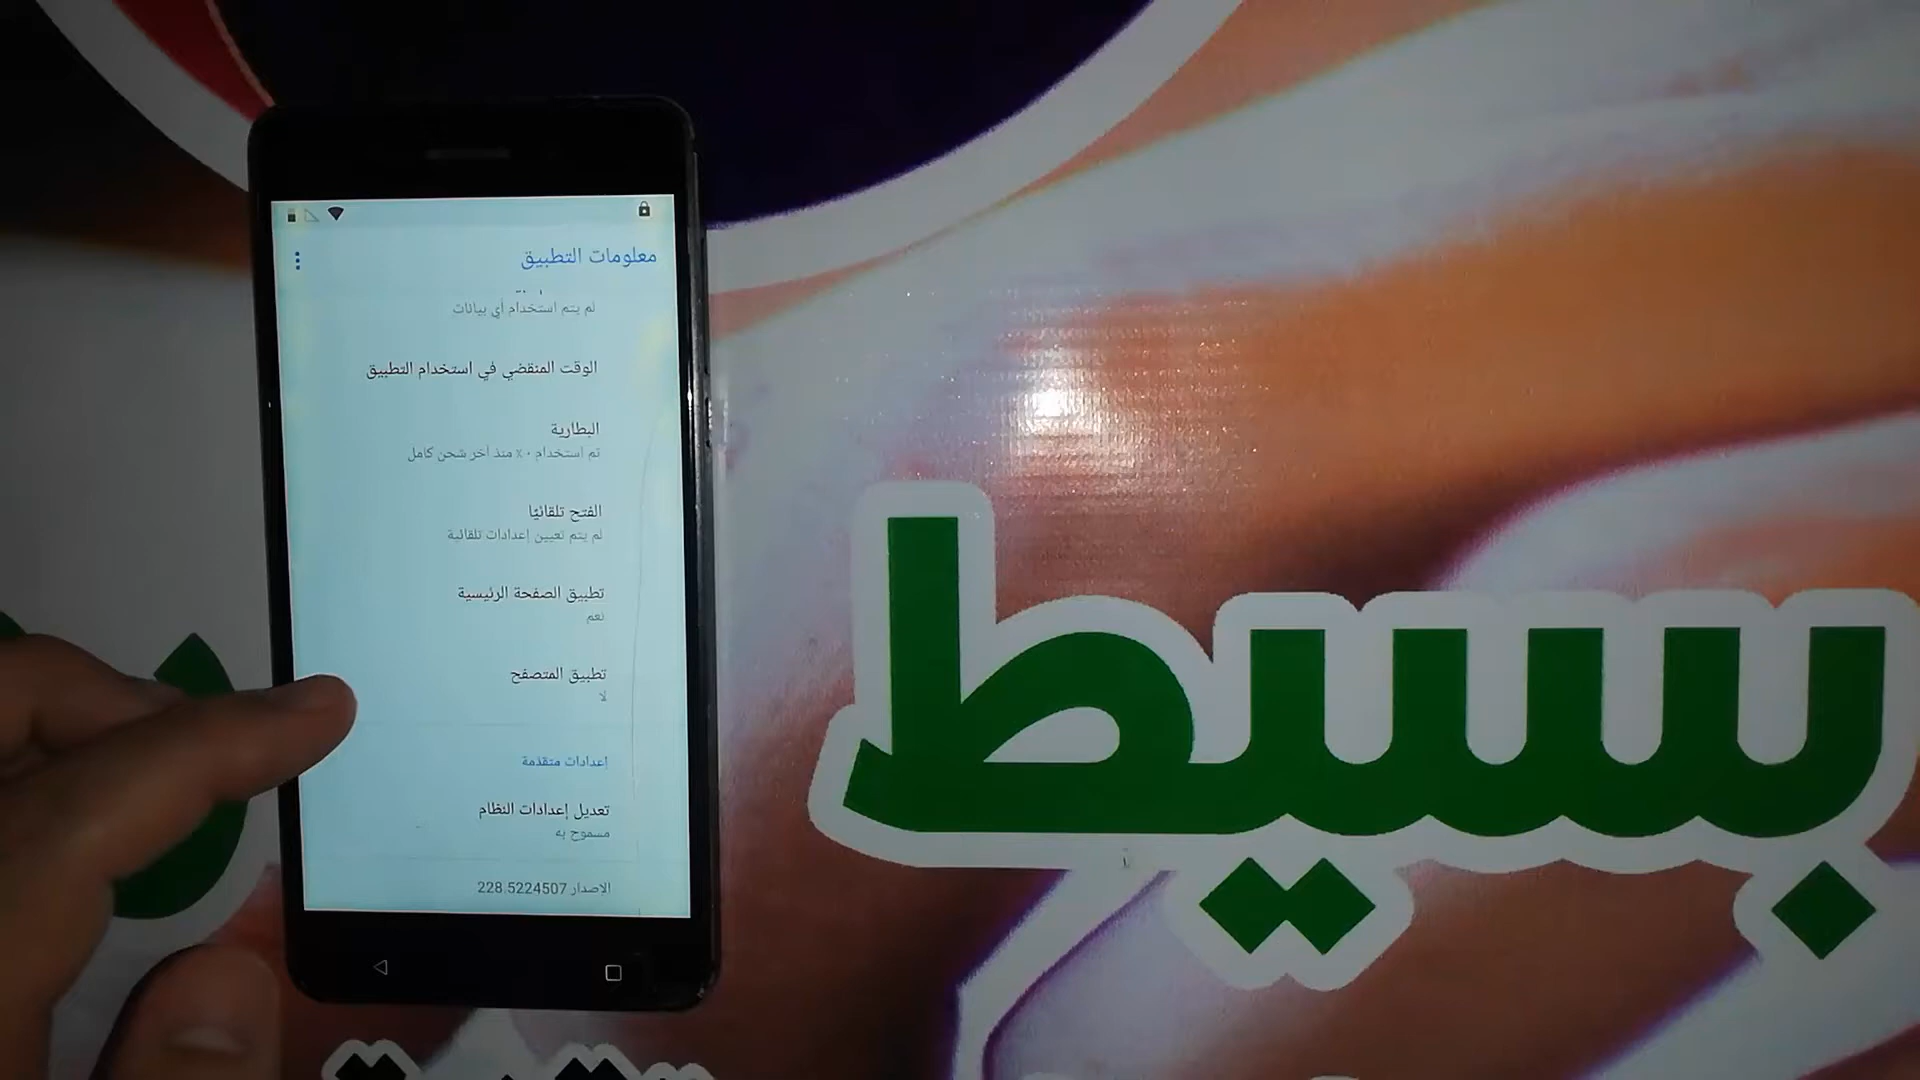 معلومات التطبيق
لم يتم استخدام أي بيانات
الوقت المنقضي في استخدام التطبيق
البطارية
تم استخدام ٠٪ منذ آخر شحن كامل
الفتح تلقائيًا
لم يتم تعيين إعدادات تلقائية
تطبيق الصفحة الرئيسية
نعم
تطبيق المتصفح
لا
إعدادات متقدمة
تعديل إعدادات النظام
مسموح به
الاصدار 228.5224507
بسيط